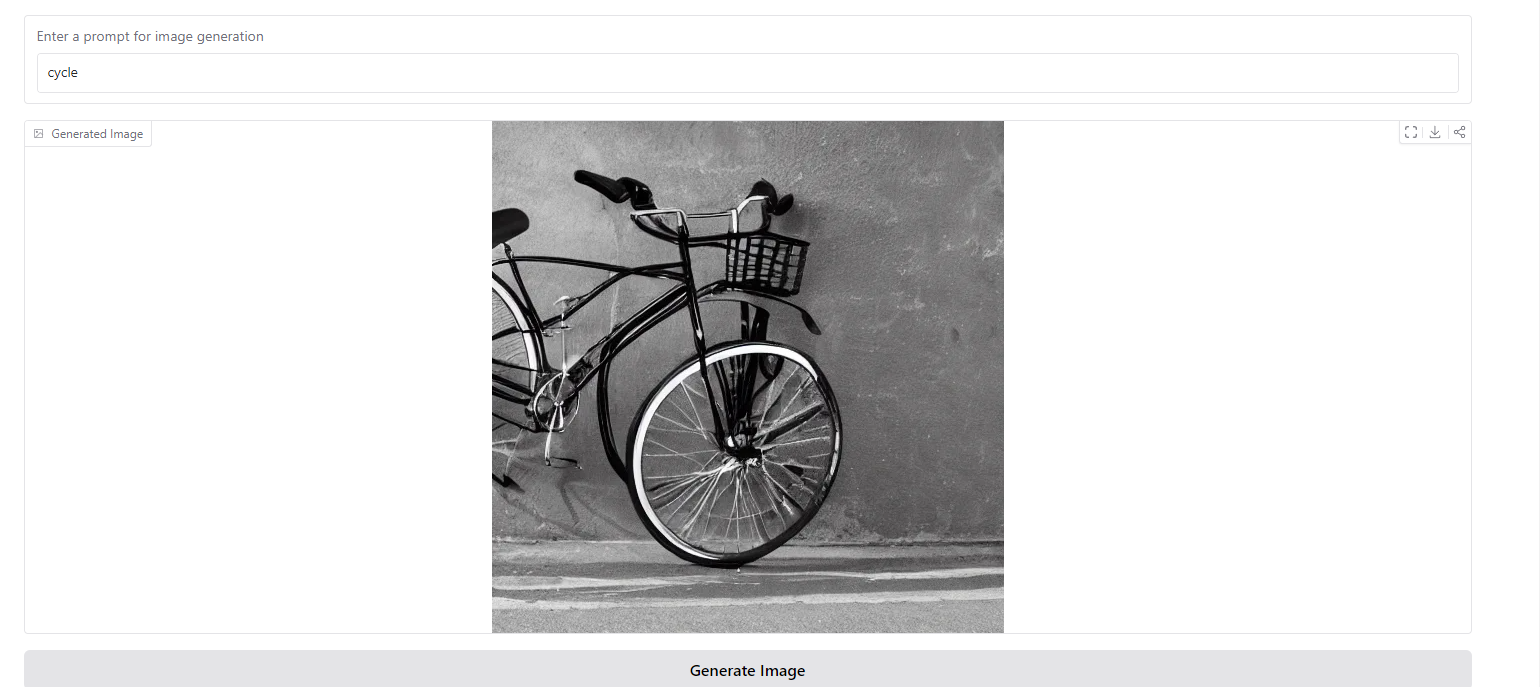 Enter a prompt for image generation
cycle
Generated Image
Generate Image